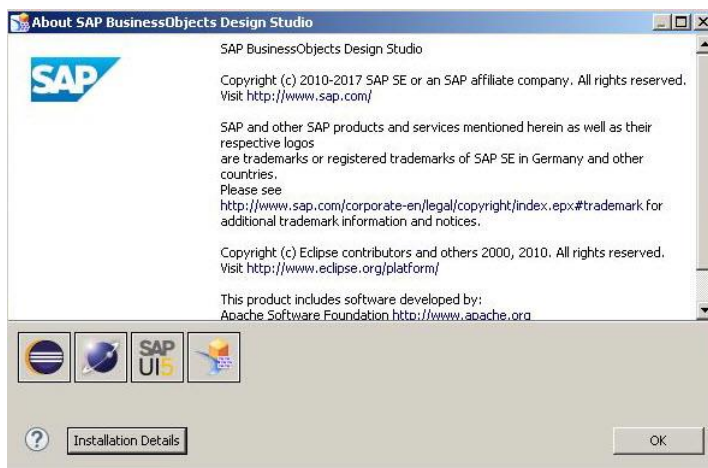 About SAP BusinessObjects Design Studio
SAP
SAP BusinessObjects Design Studio
Copyright (c) 2010-2017 SAP SE or an SAP affiliate company. All rights reserved.
Visit http://www.sap.com/
SAP and other SAP products and services mentioned herein as well as their
respective logos
are trademarks or registered trademarks of SAP SE in Germany and other
countries.
Please see
http://www.sap.com/corporate-en/legal/copyright/index.epx#trademark for
additional trademark information and notices.
Copyright (c) Eclipse contributors and others 2000, 2010. All rights reserved.
Visit http://www.eclipse.org/platform/
This product includes software developed by:
Apache Software Foundation http://www.apache.org
SAP
UI5
?
Installation Details
OK